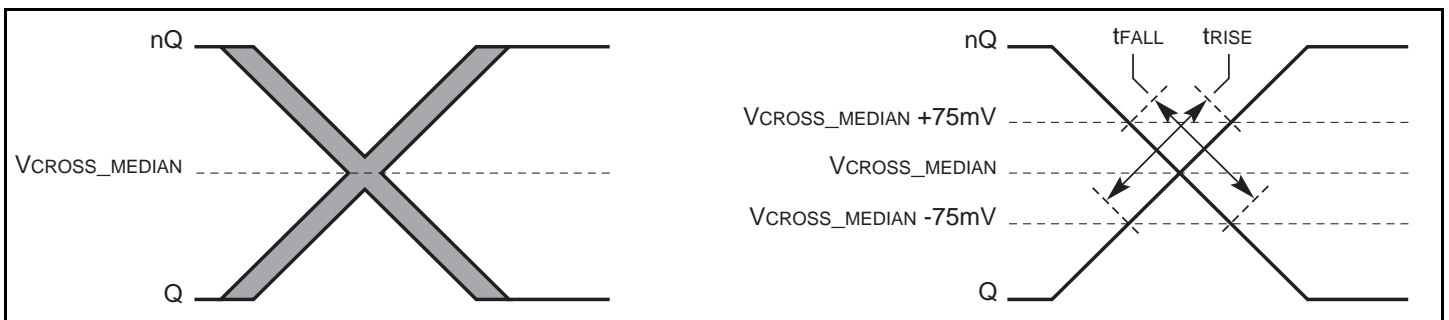 nQ
VCROSS_MEDIAN
Q
nQ
tFALL
tRISE
VCROSS_MEDIAN +75mV
VCROSS_MEDIAN
VCROSS_MEDIAN -75mV
Q